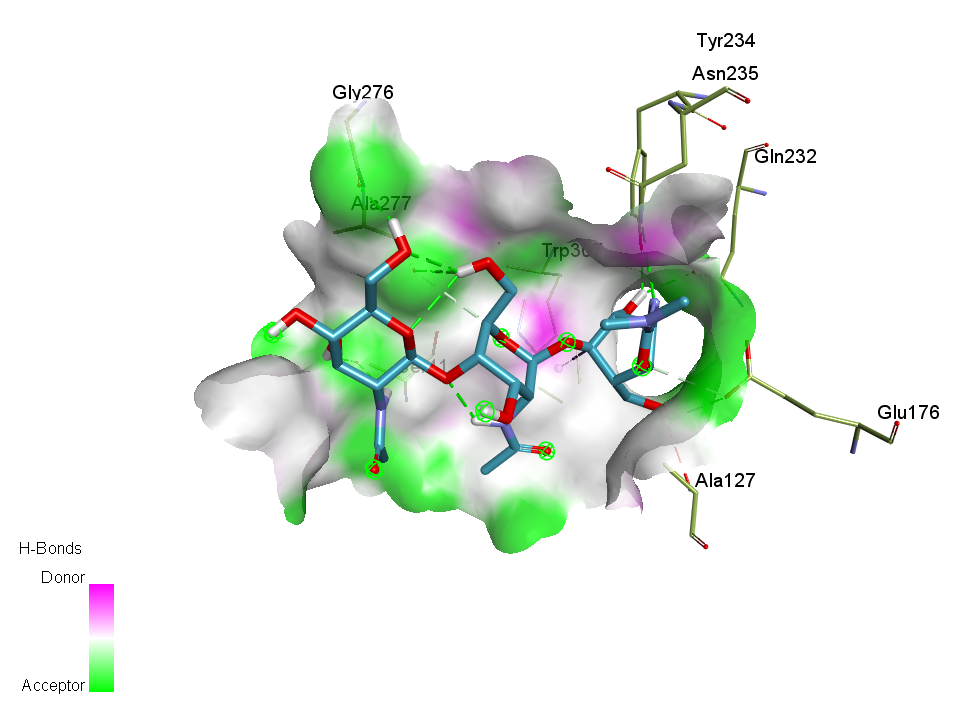 Tyr234
Asn235
Gly276
Gln232
Ala277
Glu176
Ala127
H-Bonds
Donor
Acceptor